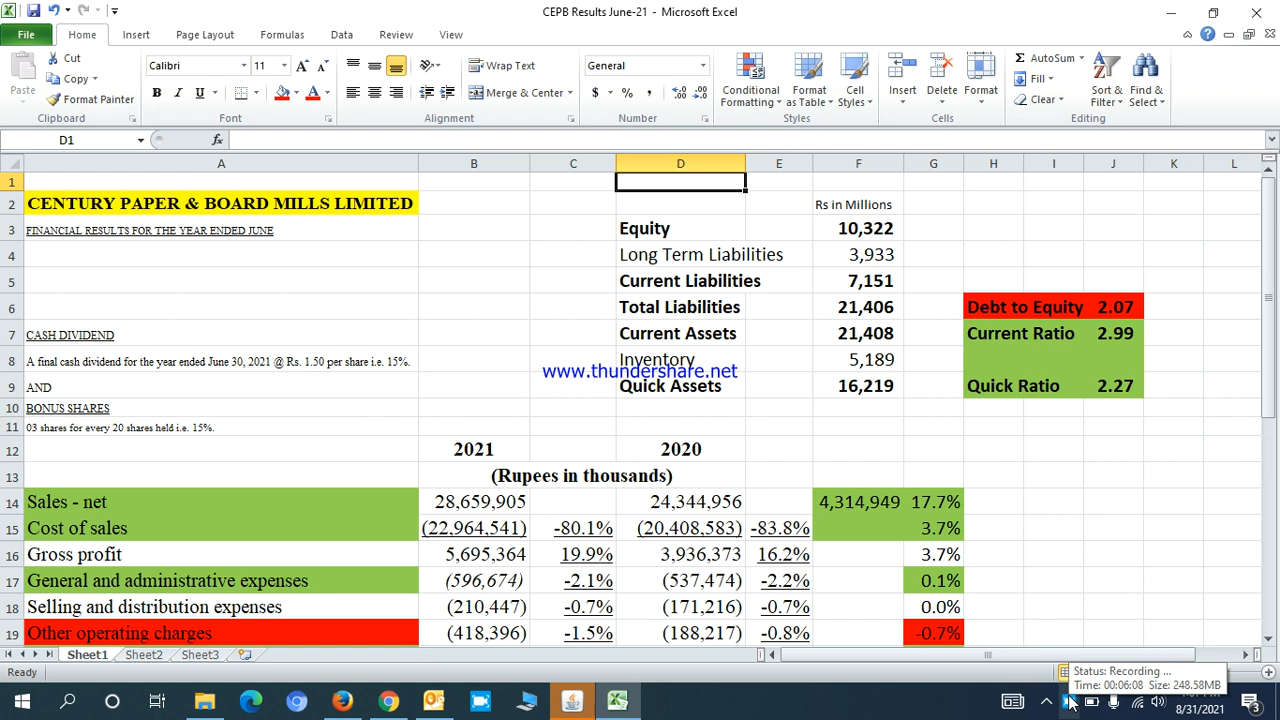 CEPB Results June-21 - Microsoft Excel
File Home Insert Page Layout Formulas Data Review View
Paste Cut Copy Format Painter Clipboard
Calibri 11 B I U Font
Wrap Text Merge & Center Alignment
General $ % , Number
Conditional Formatting Format as Table Cell Styles Styles
Insert Delete Format Cells
AutoSum Fill Clear Sort & Filter Find & Select Editing
D1 fx
A B C D E F G H I J K L
1
2 CENTURY PAPER & BOARD MILLS LIMITED Rs in Millions
3 FINANCIAL RESULTS FOR THE YEAR ENDED JUNE Equity 10,322
4 Long Term Liabilities 3,933
5 Current Liabilities 7,151
6 Total Liabilities 21,406 Debt to Equity 2.07
7 CASH DIVIDEND Current Assets 21,408 Current Ratio 2.99
8 A final cash dividend for the year ended June 30, 2021 @ Rs. 1.50 per share i.e. 15%. Inventory 5,189
www.thundershare.net
9 AND Quick Assets 16,219 Quick Ratio 2.27
10 BONUS SHARES
11 03 shares for every 20 shares held i.e. 15%.
12 2021 2020
13 (Rupees in thousands)
14 Sales - net 28,659,905 24,344,956 4,314,949 17.7%
15 Cost of sales (22,964,541) -80.1% (20,408,583) -83.8% 3.7%
16 Gross profit 5,695,364 19.9% 3,936,373 16.2% 3.7%
17 General and administrative expenses (596,674) -2.1% (537,474) -2.2% 0.1%
18 Selling and distribution expenses (210,447) -0.7% (171,216) -0.7% 0.0%
19 Other operating charges (418,396) -1.5% (188,217) -0.8% -0.7%
Sheet1 Sheet2 Sheet3
Ready
Status: Recording ...
Time: 00:06:08 Size: 248.58MB
8/31/2021
3